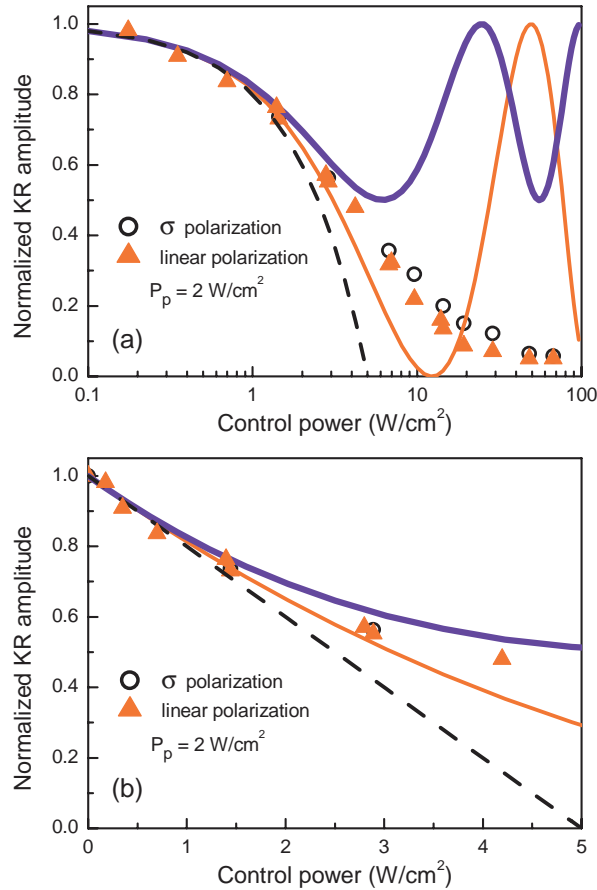 1.0
0.8
0.6
0.4
0.2
0.0
Normalized KR amplitude
σ polarization
linear polarization
P_p = 2 W/cm²
(a)
0.1 1 10 100
Control power (W/cm²)
1.0
0.8
0.6
0.4
0.2
0.0
Normalized KR amplitude
σ polarization
linear polarization
P_p = 2 W/cm²
(b)
0 1 2 3 4 5
Control power (W/cm²)